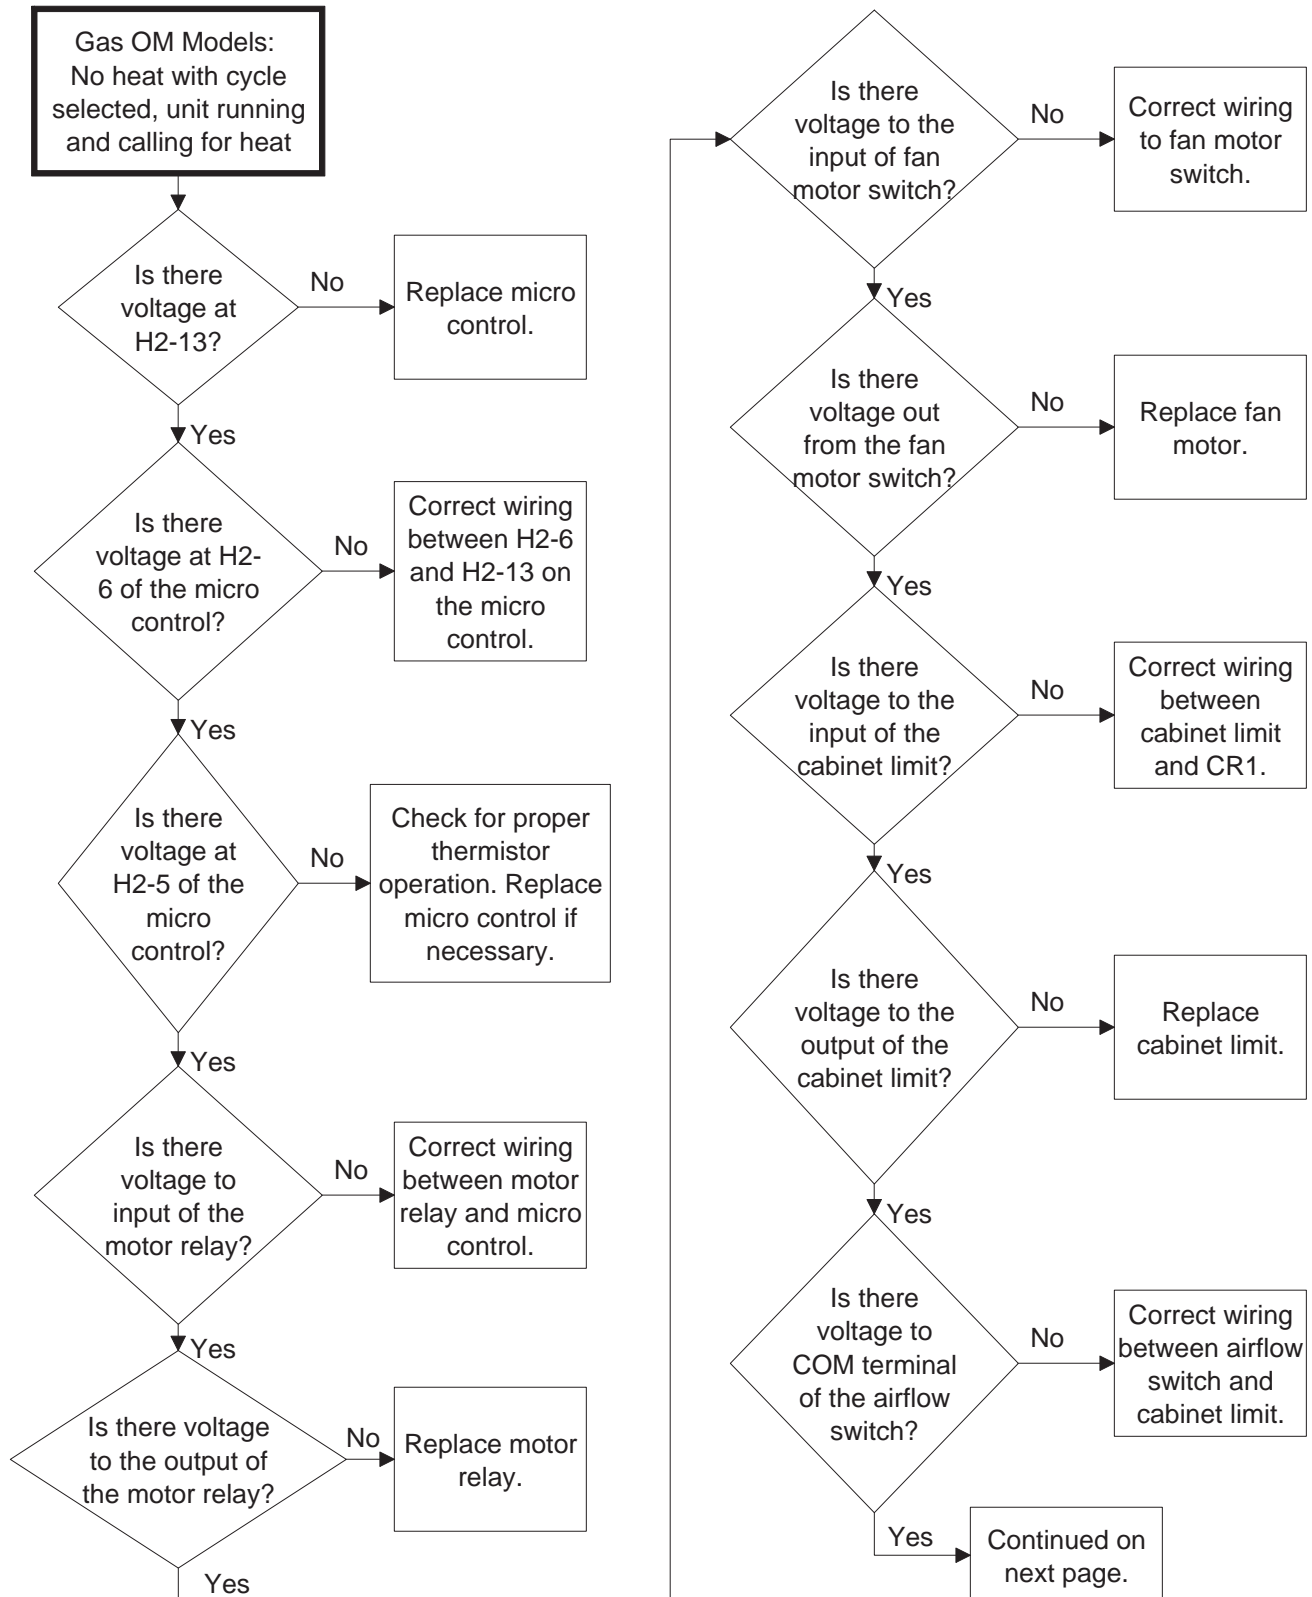 Gas OM Models:
No heat with cycle
selected, unit running
and calling for heat
Is there
voltage at
H2-13?
No
Replace micro
control.
Yes
Is there
voltage at H2-
6 of the micro
control?
No
Correct wiring
between H2-6
and H2-13 on
the micro
control.
Yes
Is there
voltage at
H2-5 of the
micro
control?
No
Check for proper
thermistor
operation. Replace
micro control if
necessary.
Yes
Is there
voltage to
input of the
motor relay?
No
Correct wiring
between motor
relay and micro
control.
Yes
Is there voltage
to the output of
the motor relay?
No
Replace motor
relay.
Yes
Is there
voltage to the
input of fan
motor switch?
No
Correct wiring
to fan motor
switch.
Yes
Is there
voltage out
from the fan
motor switch?
No
Replace fan
motor.
Yes
Is there
voltage to the
input of the
cabinet limit?
No
Correct wiring
between
cabinet limit
and CR1.
Yes
Is there
voltage to the
output of the
cabinet limit?
No
Replace
cabinet limit.
Yes
Is there
voltage to
COM terminal
of the airflow
switch?
No
Correct wiring
between airflow
switch and
cabinet limit.
Yes
Continued on
next page.